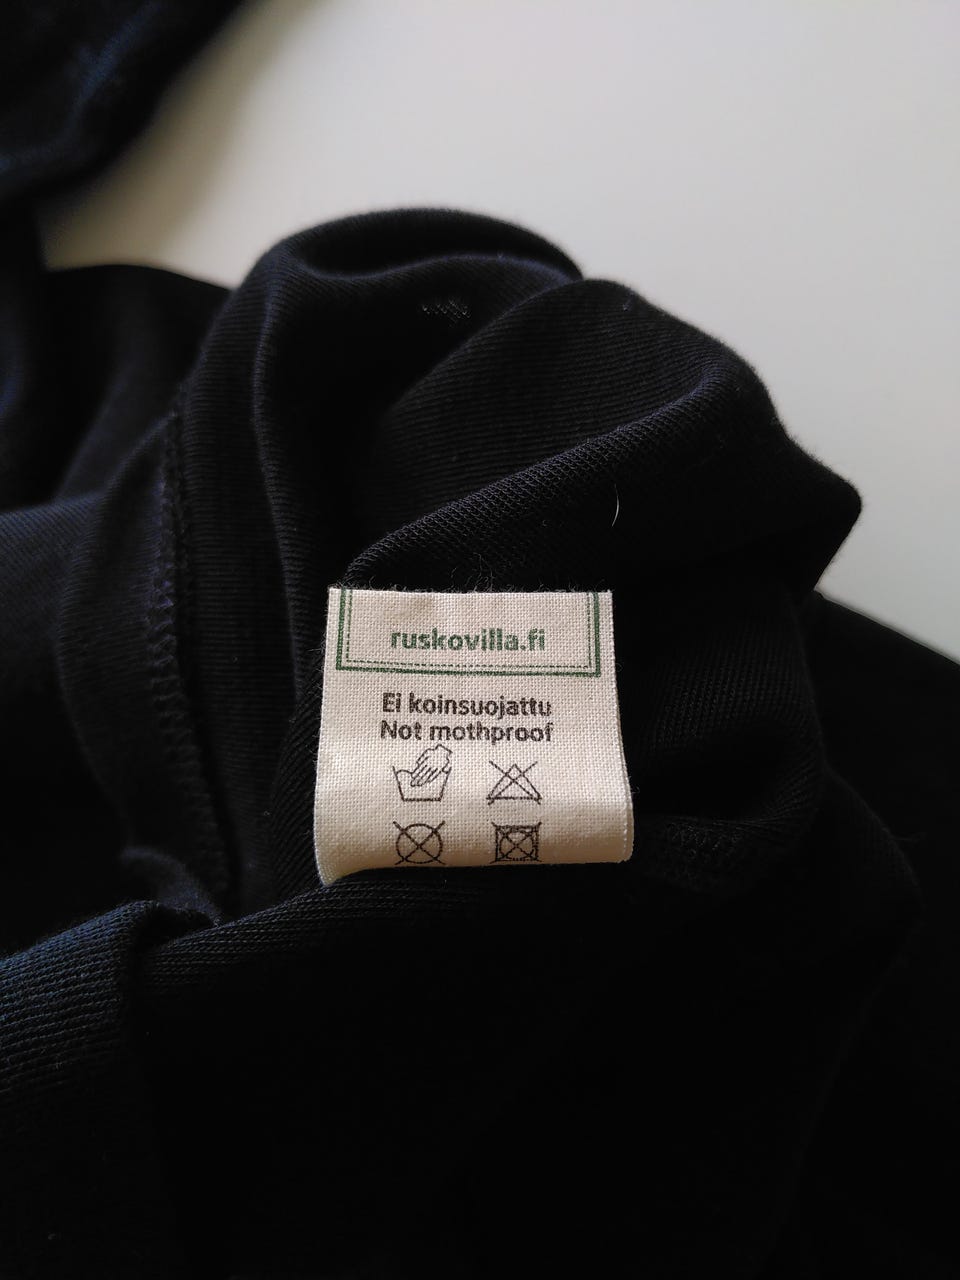 ruskovilla.fi
Ei koinsuojattu
Not mothproof